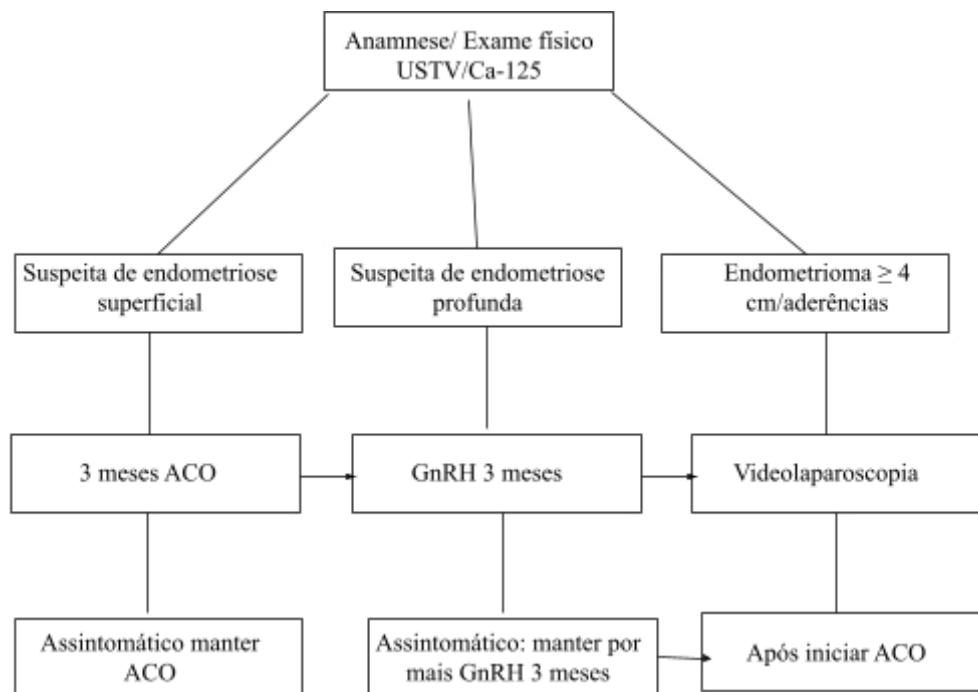 Anamnese/ Exame físico
USTV/Ca-125
Suspeita de endometriose
superficial
Suspeita de endometriose
profunda
Endometrioma ≥ 4
cm/aderências
3 meses ACO
GnRH 3 meses
Videolaparoscopia
Assintomático manter
ACO
Assintomático: manter por
mais GnRH 3 meses
Após iniciar ACO